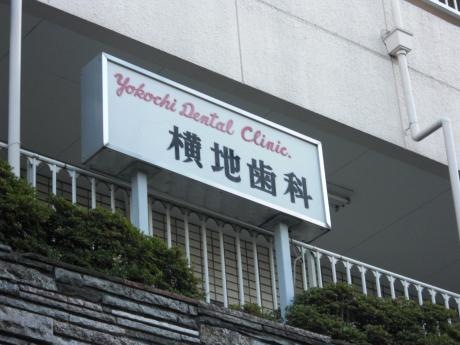 Yokochi Dental Clinic.
横地歯科